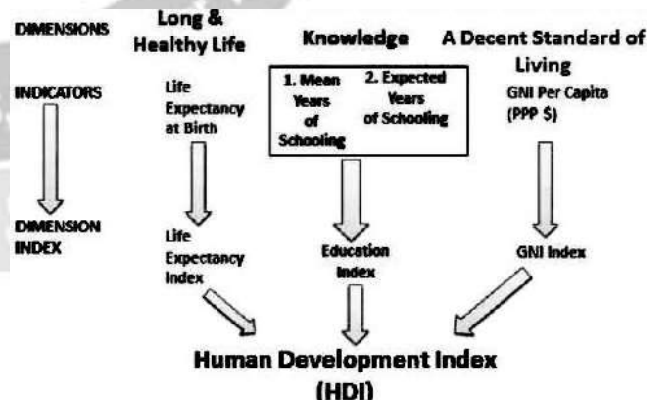 DIMENSIONS
Long &
Healthy Life
Knowledge
A Decent Standard of
Living
INDICATORS
Life
Expectancy
at Birth
1. Mean
Years
of
Schooling
2. Expected
Years
of Schooling
GNI Per Capita
(PPP $)
DIMENSION
INDEX
Life
Expectancy
Index
Education
Index
GNI Index
Human Development Index
(HDI)